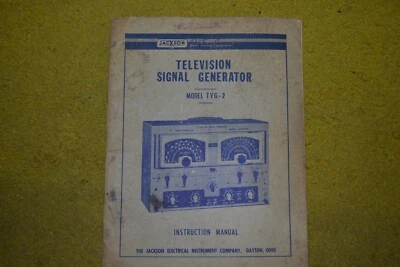 JACKSON
TELEVISION
SIGNAL GENERATOR
MODEL TVG-2
INSTRUCTION MANUAL
THE JACKSON ELECTRICAL INSTRUMENT COMPANY, DAYTON, OHIO